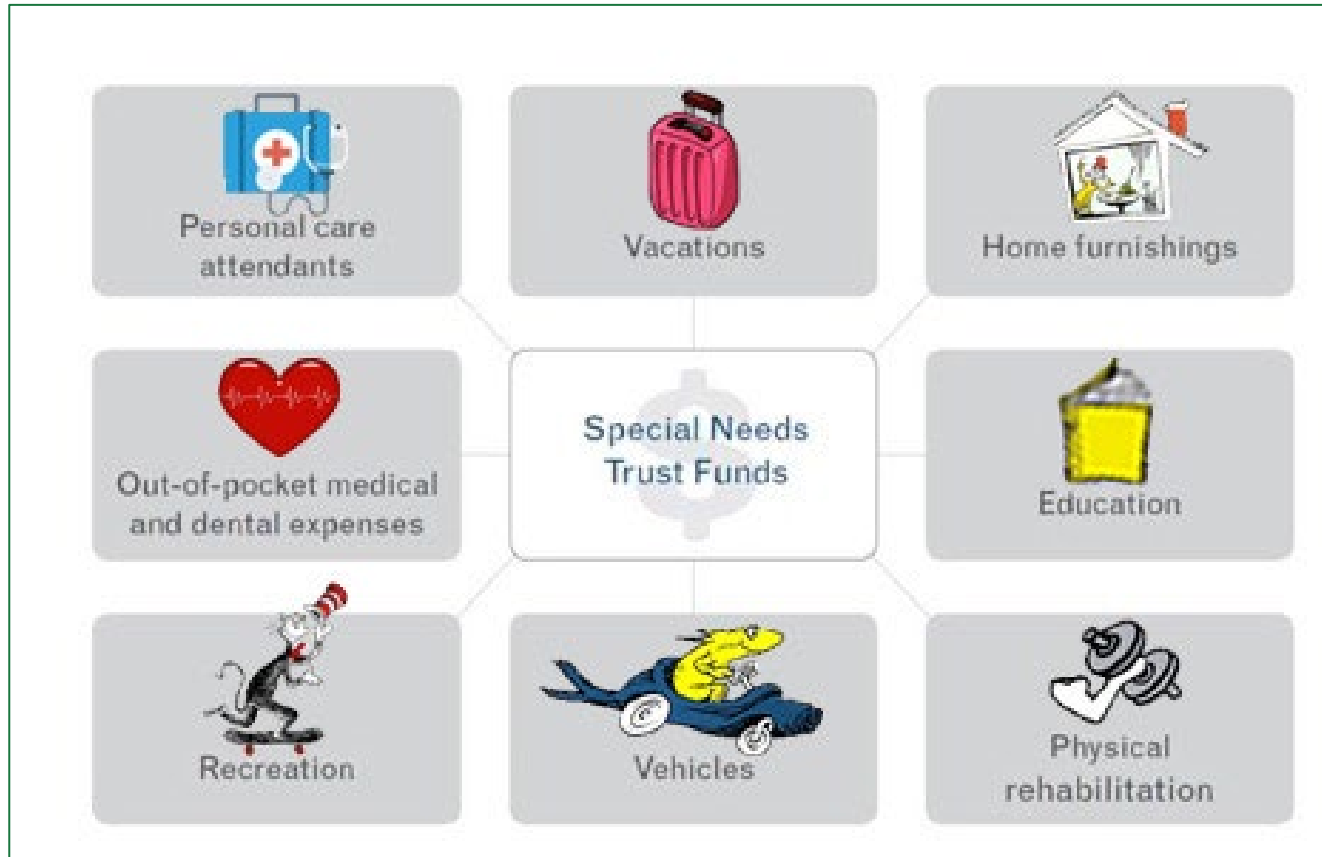 Personal care
attendants
Vacations
Home furnishings
Out-of-pocket medical
and dental expenses
$
Special Needs
Trust Funds
Education
Recreation
Vehicles
Physical
rehabilitation